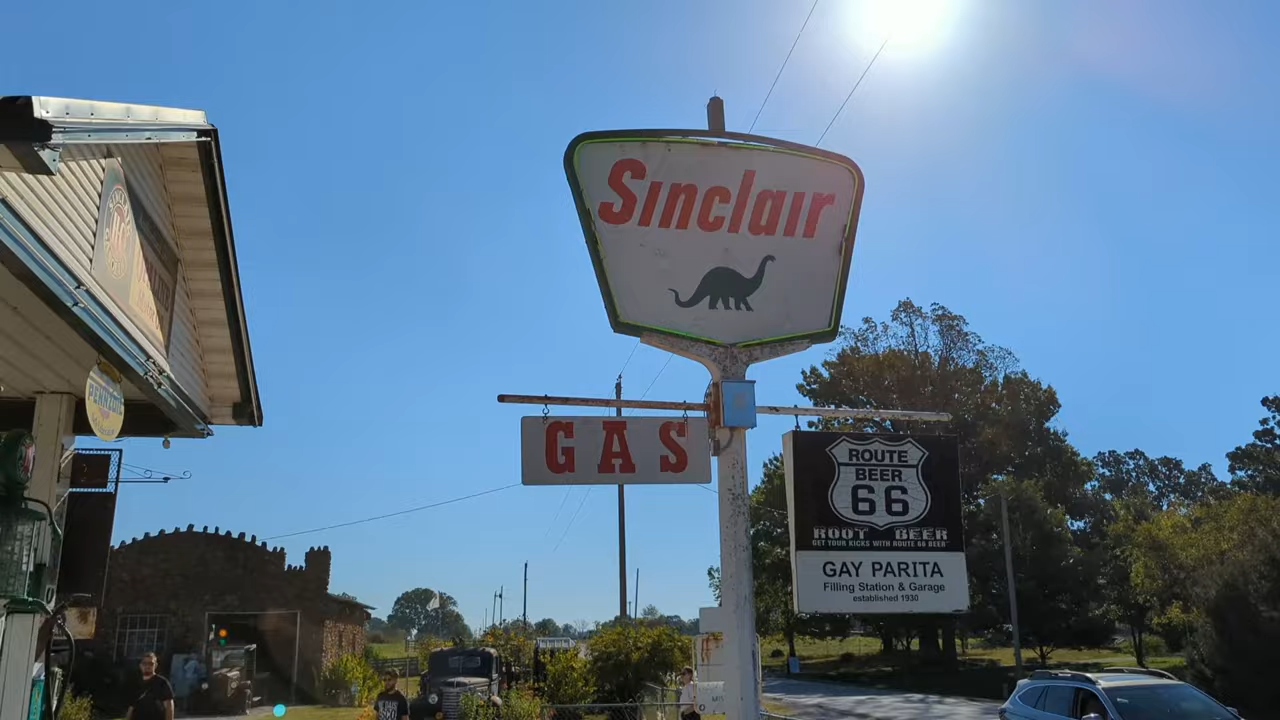 Sinclair
GAS
ROUTE
BEER
66
ROOT BEER
GET YOUR KICKS WITH ROUTE 66 BEER
GAY PARITA
Filling Station & Garage
established 1930
PENNZOIL